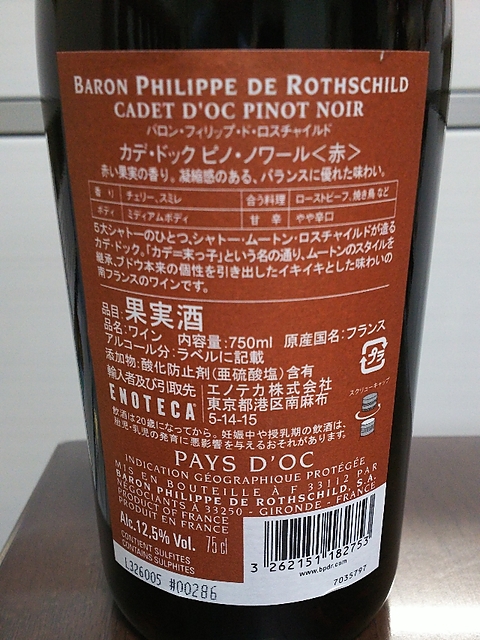 BARON PHILIPPE DE ROTHSCHILD
CADET D'OC PINOT NOIR
バロン・フィリップ・ド・ロスチャイルド
カデ・ドック ピノ・ノワール<赤>
赤い果実の香り。凝縮感のある、バランスに優れた味わい。
香り チェリー、スミレ 合う料理 ローストビーフ、焼き鳥 など
ボディ ミディアムボディ 甘辛 やや辛口
5大シャトーのひとつ、シャトー・ムートン・ロスチャイルドが造る
カデ・ドック。「カデ=末っ子」という名の通り、ムートンのスタイルを
継承、ブドウ本来の個性を引き出したイキイキとした味わいの
南フランスのワインです。
品目:果実酒
品名:ワイン 内容量:750ml 原産国名:フランス
アルコール分:ラベルに記載
添加物:酸化防止剤(亜硫酸塩)含有
輸入者及び引取先 エノテカ株式会社
ENOTECA 東京都港区南麻布
5-14-15
プラ
スクリューキャップ
飲酒は20歳になってから。妊娠中や授乳期の飲酒は、
胎児・乳児の発育に悪影響を与えるおそれがあります。
PAYS D'OC
INDICATION GÉOGRAPHIQUE PROTÉGÉE
MIS EN BOUTEILLE À F 33112 PAR
BARON PHILIPPE DE ROTHSCHILD, S.A.
NÉGOCIANTS À 33250 - GIRONDE - FRANCE
PRODUCT OF FRANCE
PRODUIT EN FRANCE
Alc.12.5% Vol. 75 cl
CONTIENT SULFITES
CONTAINS SULPHITES
L326005 #00286
3 262151 182753
www.bpdr.com
7035797